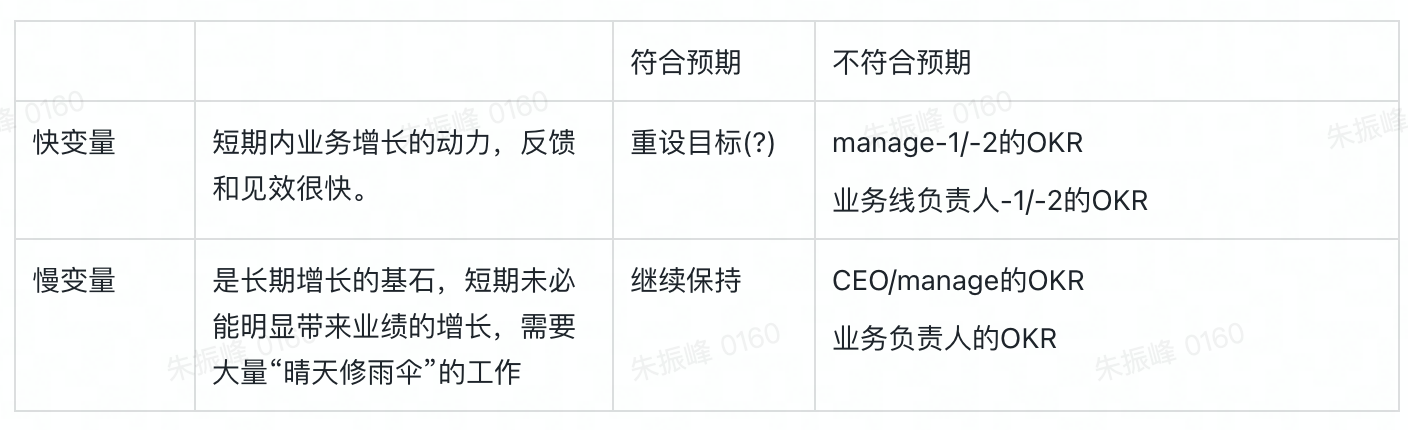 符合预期
不符合预期
快变量
短期内业务增长的动力，反馈
和见效很快。
重设目标(?)
manage-1/-2的OKR
业务线负责人-1/-2的OKR
慢变量
是长期增长的基石，短期未必
能明显带来业绩的增长，需要
大量“晴天修雨伞”的工作
继续保持
CEO/manage的OKR
业务负责人的OKR
峰 0160
朱振峰 0160
朱振峰 0160
朱振峰
朱振峰 0160
朱振峰 0160
朱振峰 0160